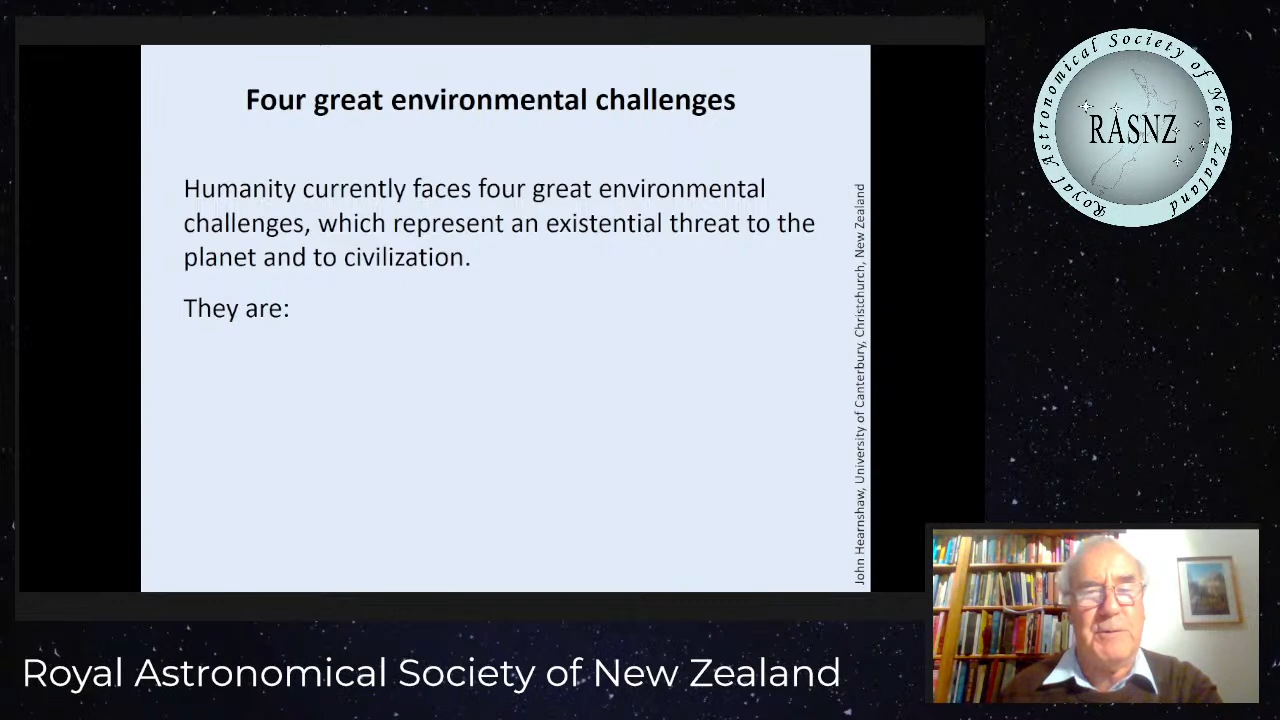 Four great environmental challenges
Humanity currently faces four great environmental
challenges, which represent an existential threat to the
planet and to civilization.
They are:
John Hearnshaw, University of Canterbury, Christchurch, New Zealand
Royal Astronomical Society of New Zealand
RASNZ
Royal Astronomical Society of New Zealand